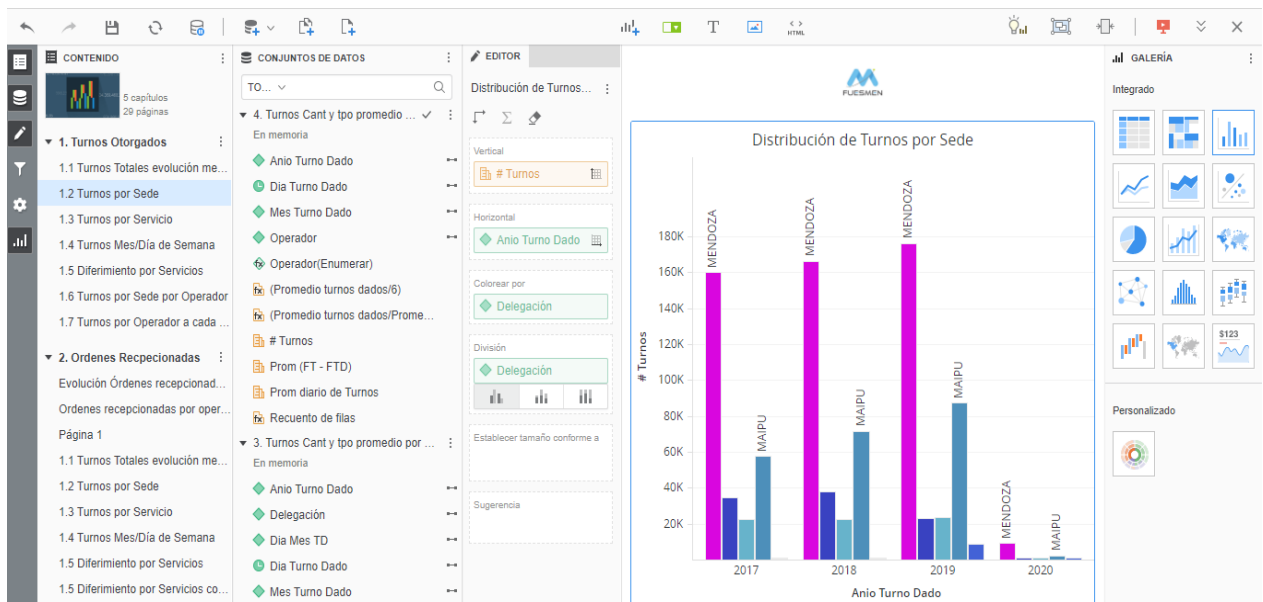 HTML
CONTENIDO
5 capítulos
29 páginas
1. Turnos Otorgados
1.1 Turnos Totales evolución me...
1.2 Turnos por Sede
1.3 Turnos por Servicio
1.4 Turnos Mes/Día de Semana
1.5 Diferimiento por Servicios
1.6 Turnos por Sede por Operador
1.7 Turnos por Operador a cada ...
2. Ordenes Recpecionadas
Evolución Órdenes recepcionad...
Ordenes recepcionadas por oper...
Página 1
1.1 Turnos Totales evolución me...
1.2 Turnos por Sede
1.3 Turnos por Servicio
1.4 Turnos Mes/Día de Semana
1.5 Diferimiento por Servicios
1.5 Diferimiento por Servicios co...
CONJUNTOS DE DATOS
TO...
4. Turnos Cant y tpo promedio ...
En memoria
Anio Turno Dado
Dia Turno Dado
Mes Turno Dado
Operador
Operador(Enumerar)
(Promedio turnos dados/6)
(Promedio turnos dados/Prome...
# Turnos
Prom (FT - FTD)
Prom diario de Turnos
Recuento de filas
3. Turnos Cant y tpo promedio por ...
En memoria
Anio Turno Dado
Delegación
Dia Mes TD
Dia Turno Dado
Mes Turno Dado
EDITOR
Distribución de Turnos...
Vertical
# Turnos
Horizontal
Anio Turno Dado
Colorear por
Delegación
División
Delegación
Establecer tamaño conforme a
Sugerencia
FUESMEN
Distribución de Turnos por Sede
# Turnos
180K
160K
140K
120K
100K
80K
60K
40K
20K
MENDOZA
MAIPU
MENDOZA
MAIPU
MENDOZA
MAIPU
MENDOZA
MAIPU
2017
2018
2019
2020
Anio Turno Dado
GALERÍA
Integrado
$123
Personalizado